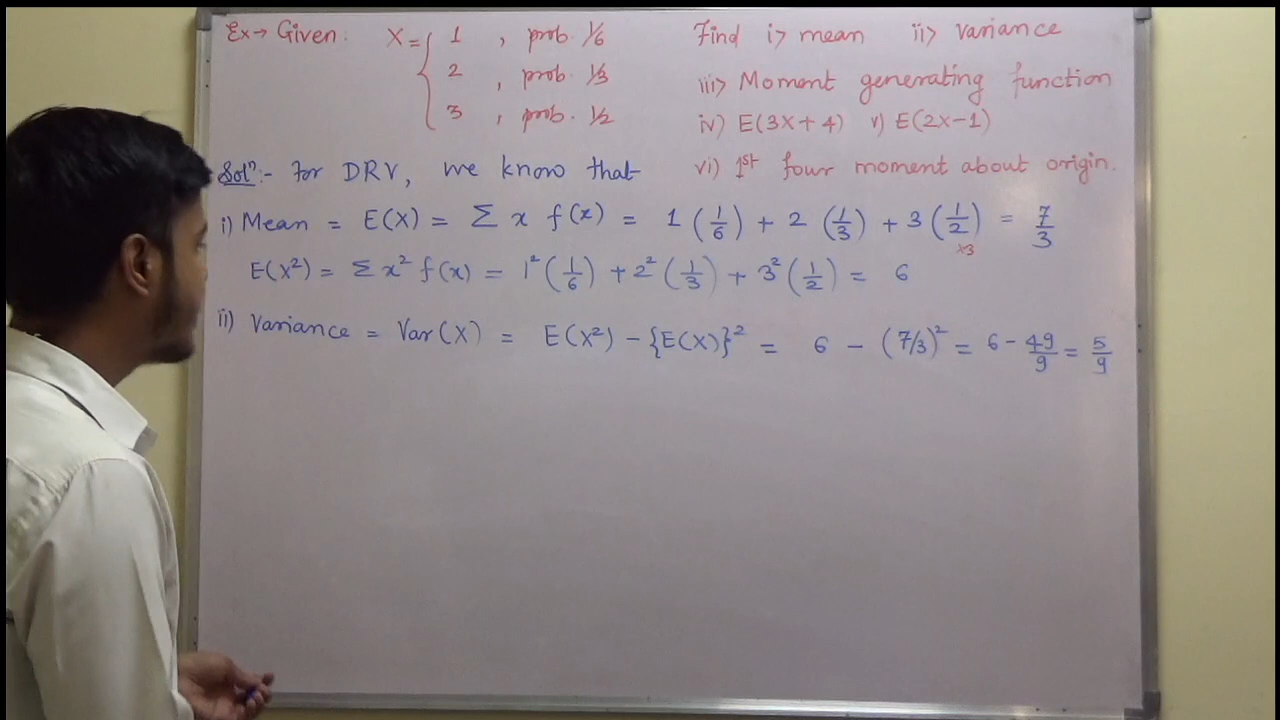 Ex→ Given: X = { 1 , prob. 1/6
2 , prob. 1/3
3 , prob. 1/2
Find i> mean ii> variance
iii> Moment generating function
iv) E(3X+4) v) E(2X-1)
vi) 1st four moment about origin.
Solⁿ:- For DRV, we know that
i) Mean = E(X) = Σ x f(x) = 1 (1/6) + 2 (1/3) + 3 (1/2) = 7/3
×3
E(X²) = Σ x² f(x) = 1² (1/6) + 2² (1/3) + 3² (1/2) = 6
ii) Variance = Var(X) = E(X²) - {E(X)}² = 6 - (7/3)² = 6 - 49/9 = 5/9